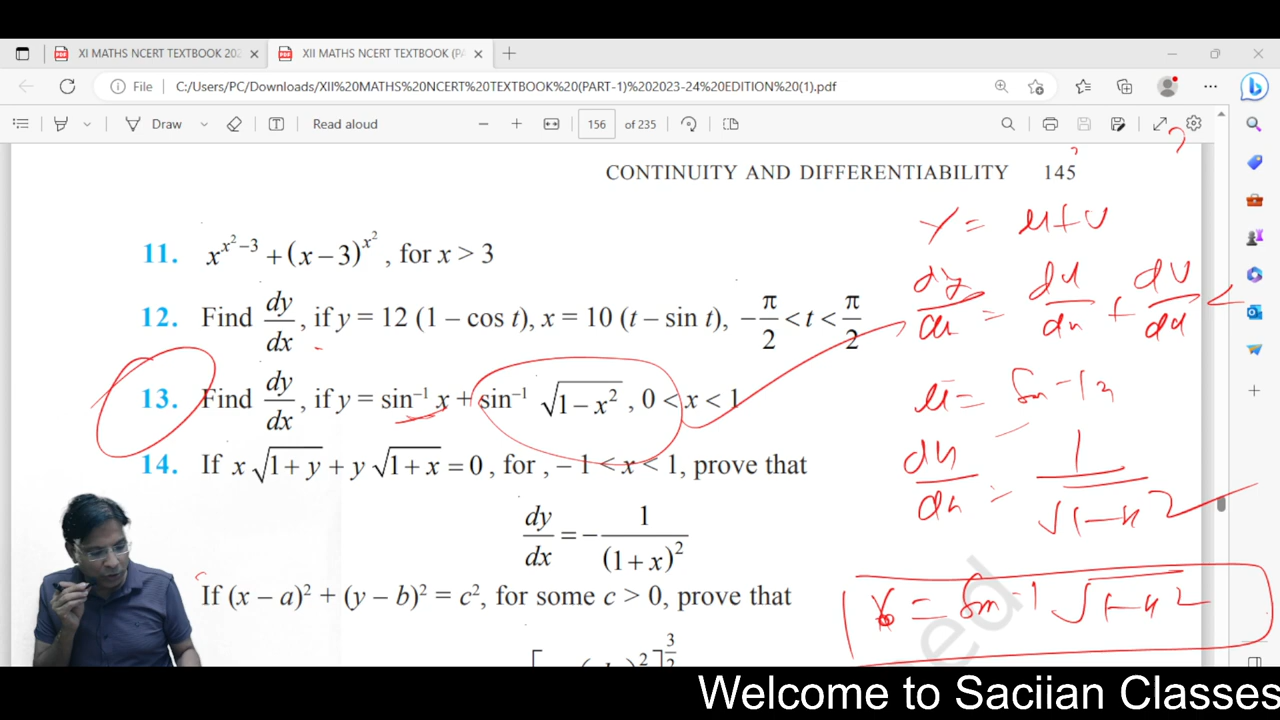 XI MATHS NCERT TEXTBOOK 202
XII MATHS NCERT TEXTBOOK (PA
File C:/Users/PC/Downloads/XII%20MATHS%20NCERT%20TEXTBOOK%20(PART-1)%202023-24%20EDITION%20(1).pdf
Draw Read aloud 156 of 235
CONTINUITY AND DIFFERENTIABILITY 145
11. x^{x^2-3} + (x – 3)^{x^2}, for x > 3
12. Find dy/dx, if y = 12 (1 – cos t), x = 10 (t – sin t), –π/2 < t < π/2
13. Find dy/dx, if y = sin⁻¹ x + sin⁻¹ √(1 – x²), 0 < x < 1
14. If x√(1 + y) + y√(1 + x) = 0, for , – 1 < x < 1, prove that
dy/dx = – 1/(1 + x)²
If (x – a)² + (y – b)² = c², for some c > 0, prove that
y = u + v
dy/dx = du/dx + dv/dx
u = sin⁻¹x
du/dx = 1/√(1 – x²)
= sin⁻¹ √(1 – x²)
ed
Welcome to Saciian Classes